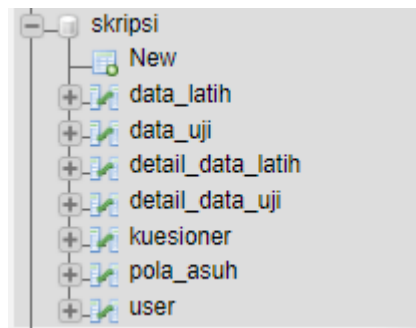 skripsi
New
data_latih
data_uji
detail_data_latih
detail_data_uji
kuesioner
pola_asuh
user